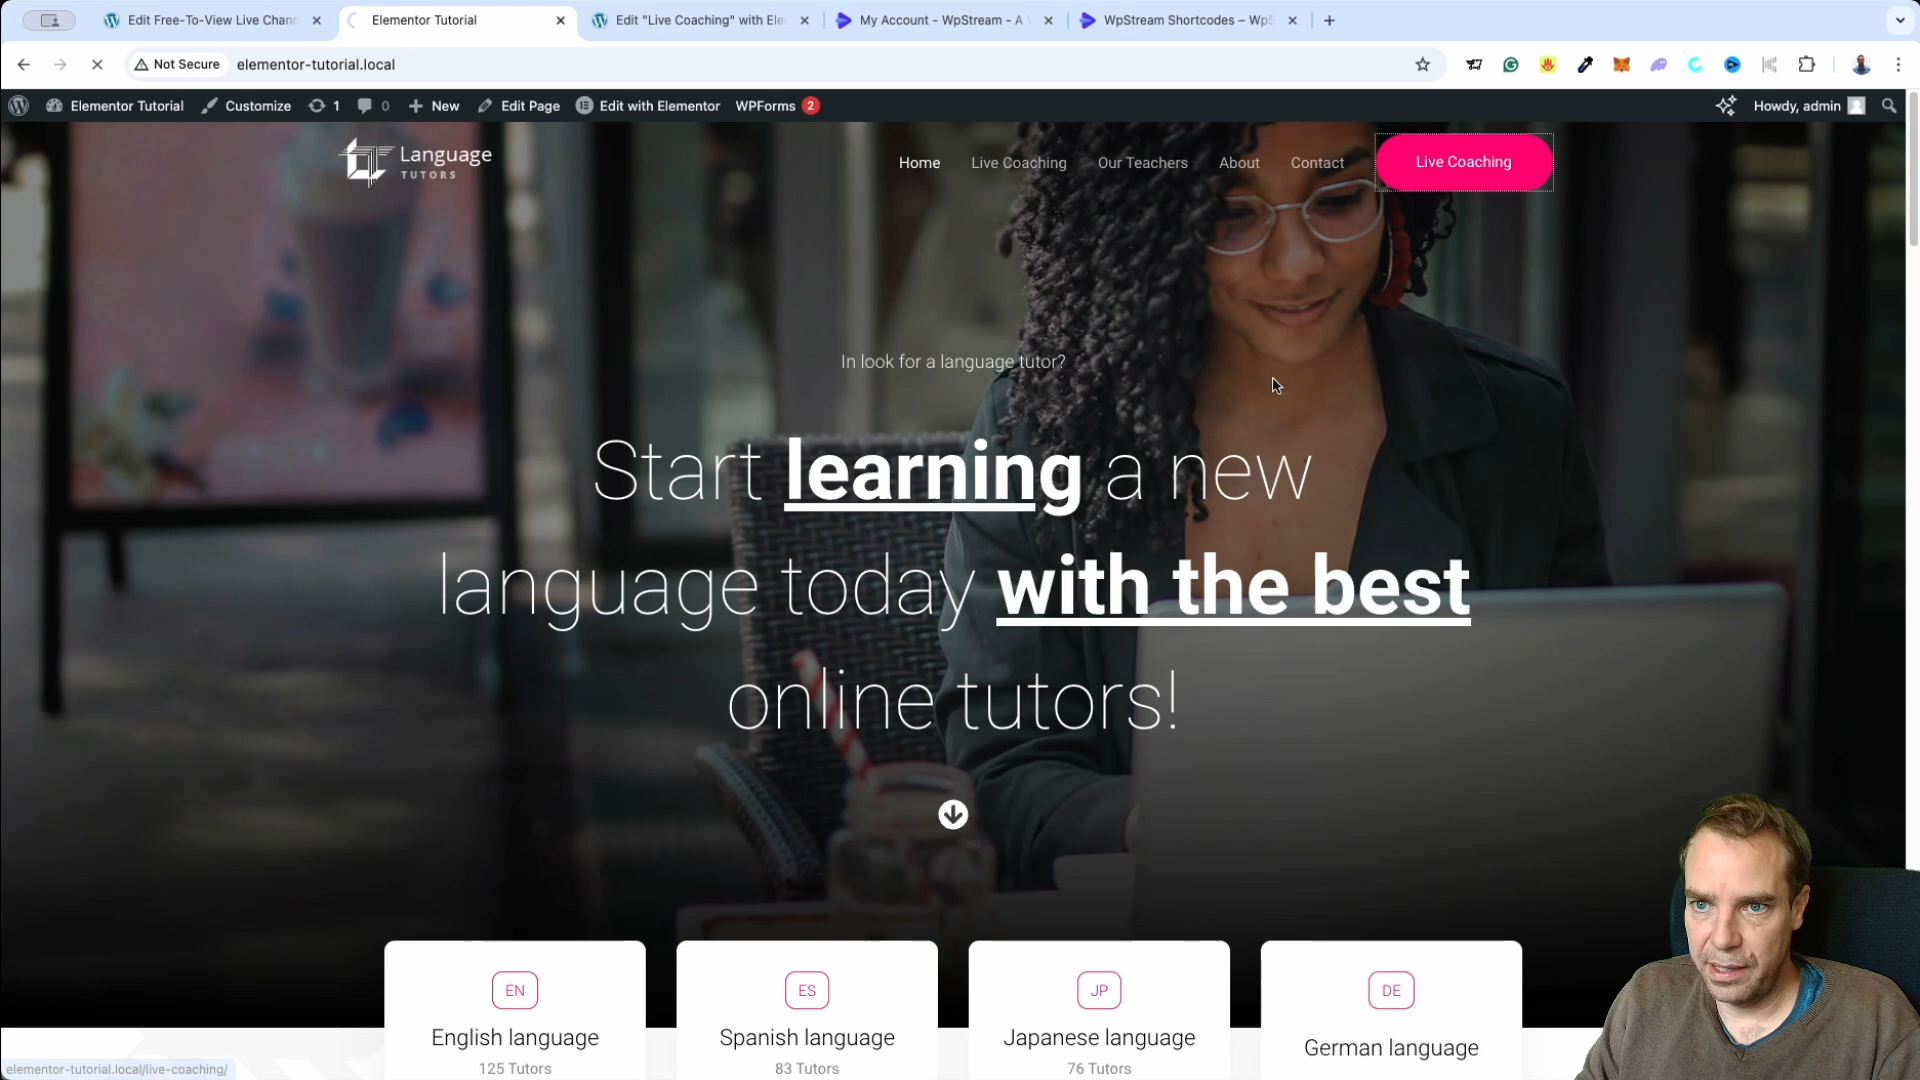 Edit Free-To-View Live Chann
Elementor Tutorial
Edit "Live Coaching" with Ele
My Account - WpStream - A
WpStream Shortcodes – WpS
Not Secure
elementor-tutorial.local
Elementor Tutorial
Customize
1
0
New
Edit Page
Edit with Elementor
WPForms 2
Howdy, admin
Language
TUTORS
Home
Live Coaching
Our Teachers
About
Contact
Live Coaching
In look for a language tutor?
Start learning a new
language today with the best
online tutors!
EN
English language
125 Tutors
ES
Spanish language
83 Tutors
JP
Japanese language
76 Tutors
DE
German language
elementor-tutorial.local/live-coaching/